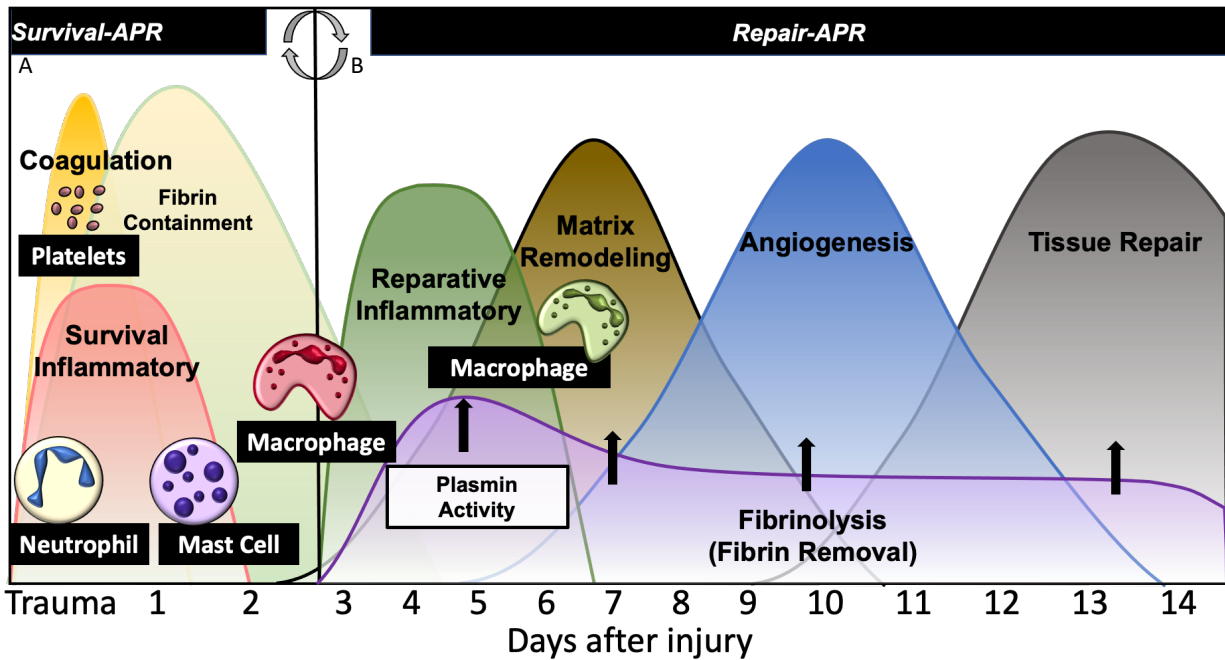 Survival-APR
Repair-APR
A
B
Coagulation
Fibrin
Containment
Platelets
Survival
Inflammatory
Neutrophil
Mast Cell
Macrophage
Reparative
Inflammatory
Matrix
Remodeling
Macrophage
Angiogenesis
Tissue Repair
Plasmin
Activity
Fibrinolysis
(Fibrin Removal)
Trauma 1 2 3 4 5 6 7 8 9 10 11 12 13 14
Days after injury